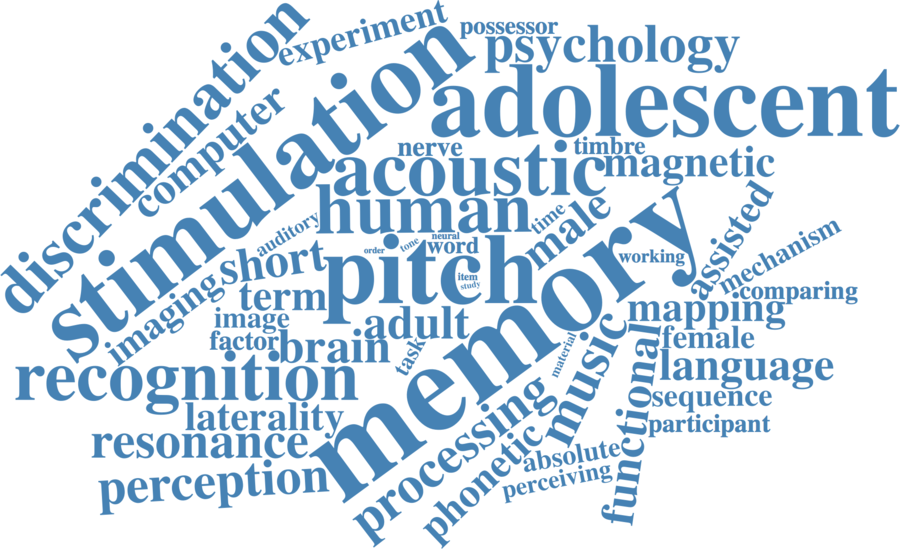 experiment
possessor
psychology
discrimination
computer
stimulation
adolescent
nerve
timbre
acoustic
magnetic
human
time
male
auditory
neural
word
tone
order
pitch
item
study
working
assisted
mechanism
comparing
imaging
short
term
image
factor
adult
brain
task
memory
mapping
female
language
material
music
functional
sequence
participant
recognition
laterality
resonance
perception
processing
phonetic
absolute
perceiving